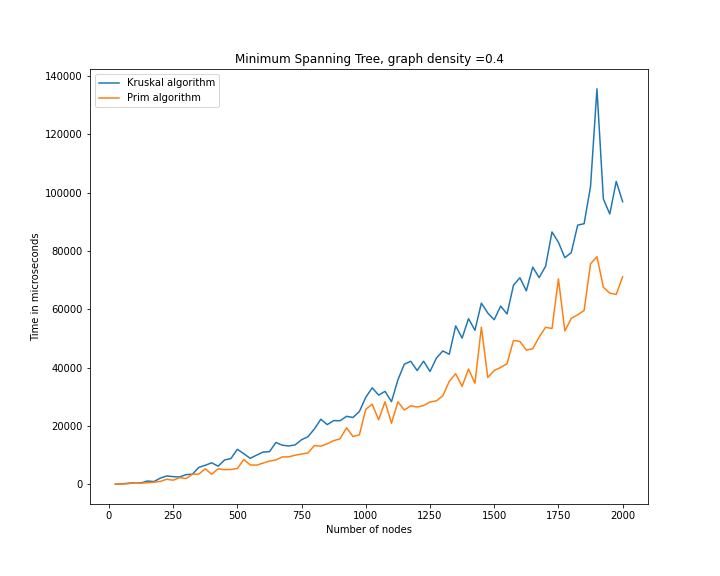 Minimum Spanning Tree, graph density =0.4
Kruskal algorithm
Prim algorithm
Time in microseconds
140000
120000
100000
80000
60000
40000
20000
0
0 250 500 750 1000 1250 1500 1750 2000
Number of nodes